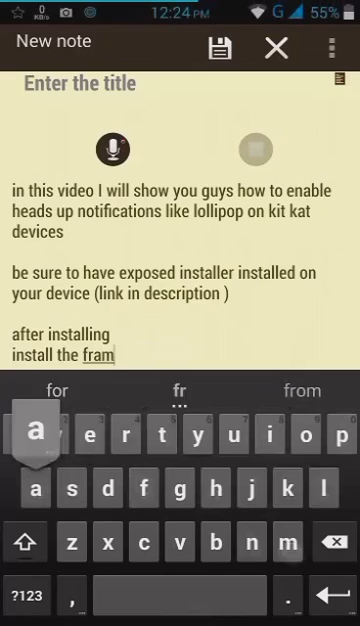 0
KB/s
12:24 PM
G
55%
New note
Enter the title
in this video I will show you guys how to enable
heads up notifications like lollipop on kit kat
devices
be sure to have exposed installer installed on
your device (link in description )
after installing
install the fram
for fr from
a e r t y u i o p
a s d f g h j k l
z x c v b n m
?123 , .